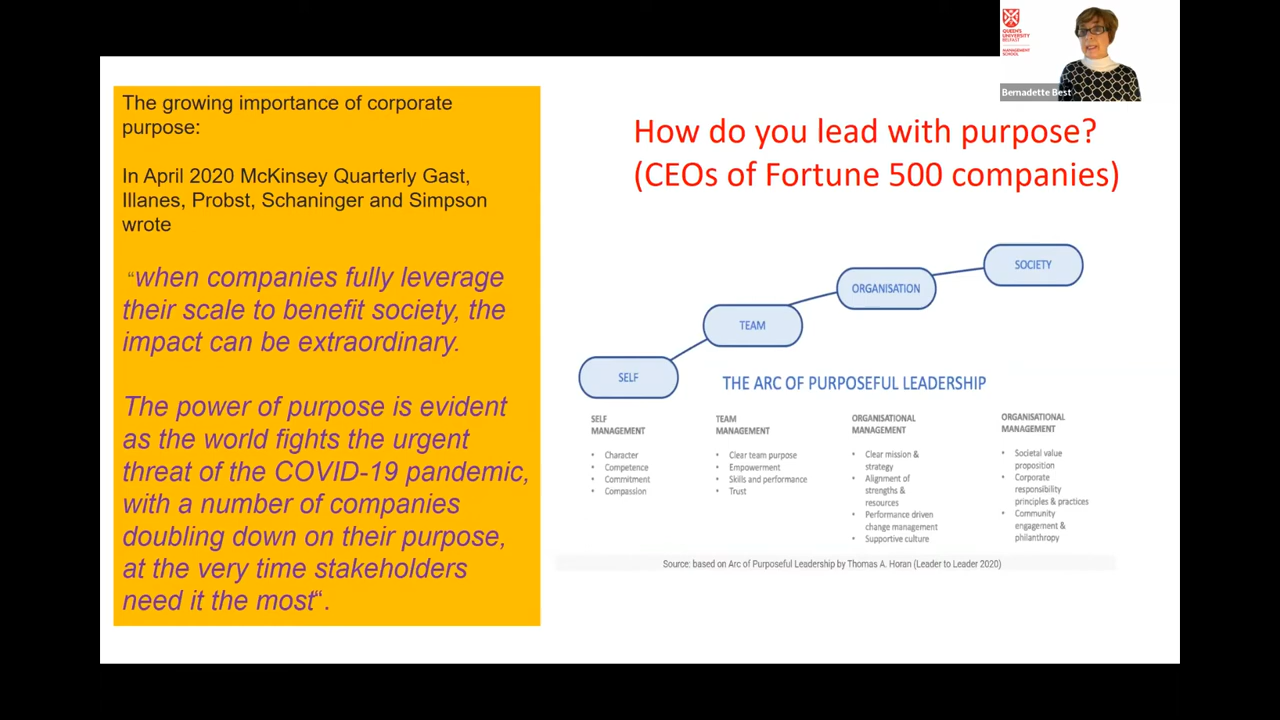 QUEEN'S
UNIVERSITY
BELFAST
MANAGEMENT
SCHOOL
Bernadette Best
The growing importance of corporate
purpose:
In April 2020 McKinsey Quarterly Gast,
Illanes, Probst, Schaninger and Simpson
wrote
“when companies fully leverage
their scale to benefit society, the
impact can be extraordinary.
The power of purpose is evident
as the world fights the urgent
threat of the COVID-19 pandemic,
with a number of companies
doubling down on their purpose,
at the very time stakeholders
need it the most“.
How do you lead with purpose?
(CEOs of Fortune 500 companies)
SELF
TEAM
ORGANISATION
SOCIETY
THE ARC OF PURPOSEFUL LEADERSHIP
SELF
MANAGEMENT
• Character
• Competence
• Commitment
• Compassion
TEAM
MANAGEMENT
• Clear team purpose
• Empowerment
• Skills and performance
• Trust
ORGANISATIONAL
MANAGEMENT
• Clear mission &
strategy
• Alignment of
strengths &
resources
• Performance driven
change management
• Supportive culture
ORGANISATIONAL
MANAGEMENT
• Societal value
proposition
• Corporate
responsibility
principles & practices
• Community
engagement &
philanthropy
Source: based on Arc of Purposeful Leadership by Thomas A. Horan (Leader to Leader 2020)